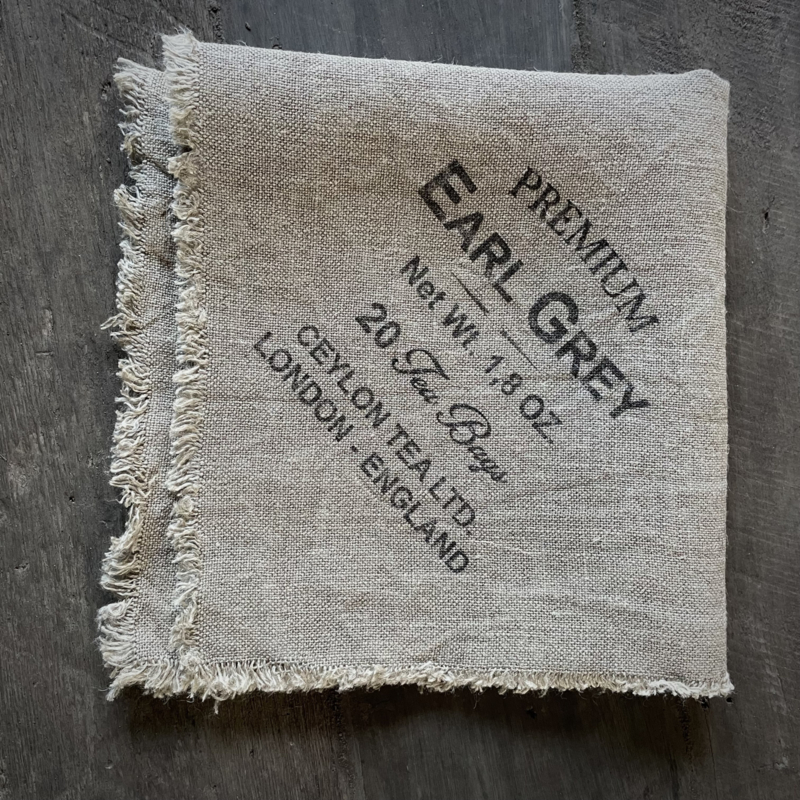 PREMIUM
EARL GREY
Net Wt. 1,8 OZ.
20 Tea Bags
CEYLON TEA LTD.
LONDON - ENGLAND